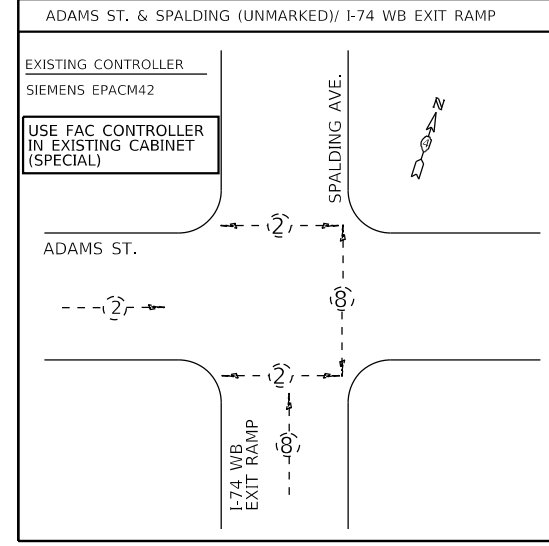 ADAMS ST. & SPALDING (UNMARKED)/ I-74 WB EXIT RAMP
EXISTING CONTROLLER
SIEMENS EPACM42
USE FAC CONTROLLER
IN EXISTING CABINET
(SPECIAL)
SPALDING AVE.
N
4
2
ADAMS ST.
2
8
2
I-74 WB
EXIT RAMP
8